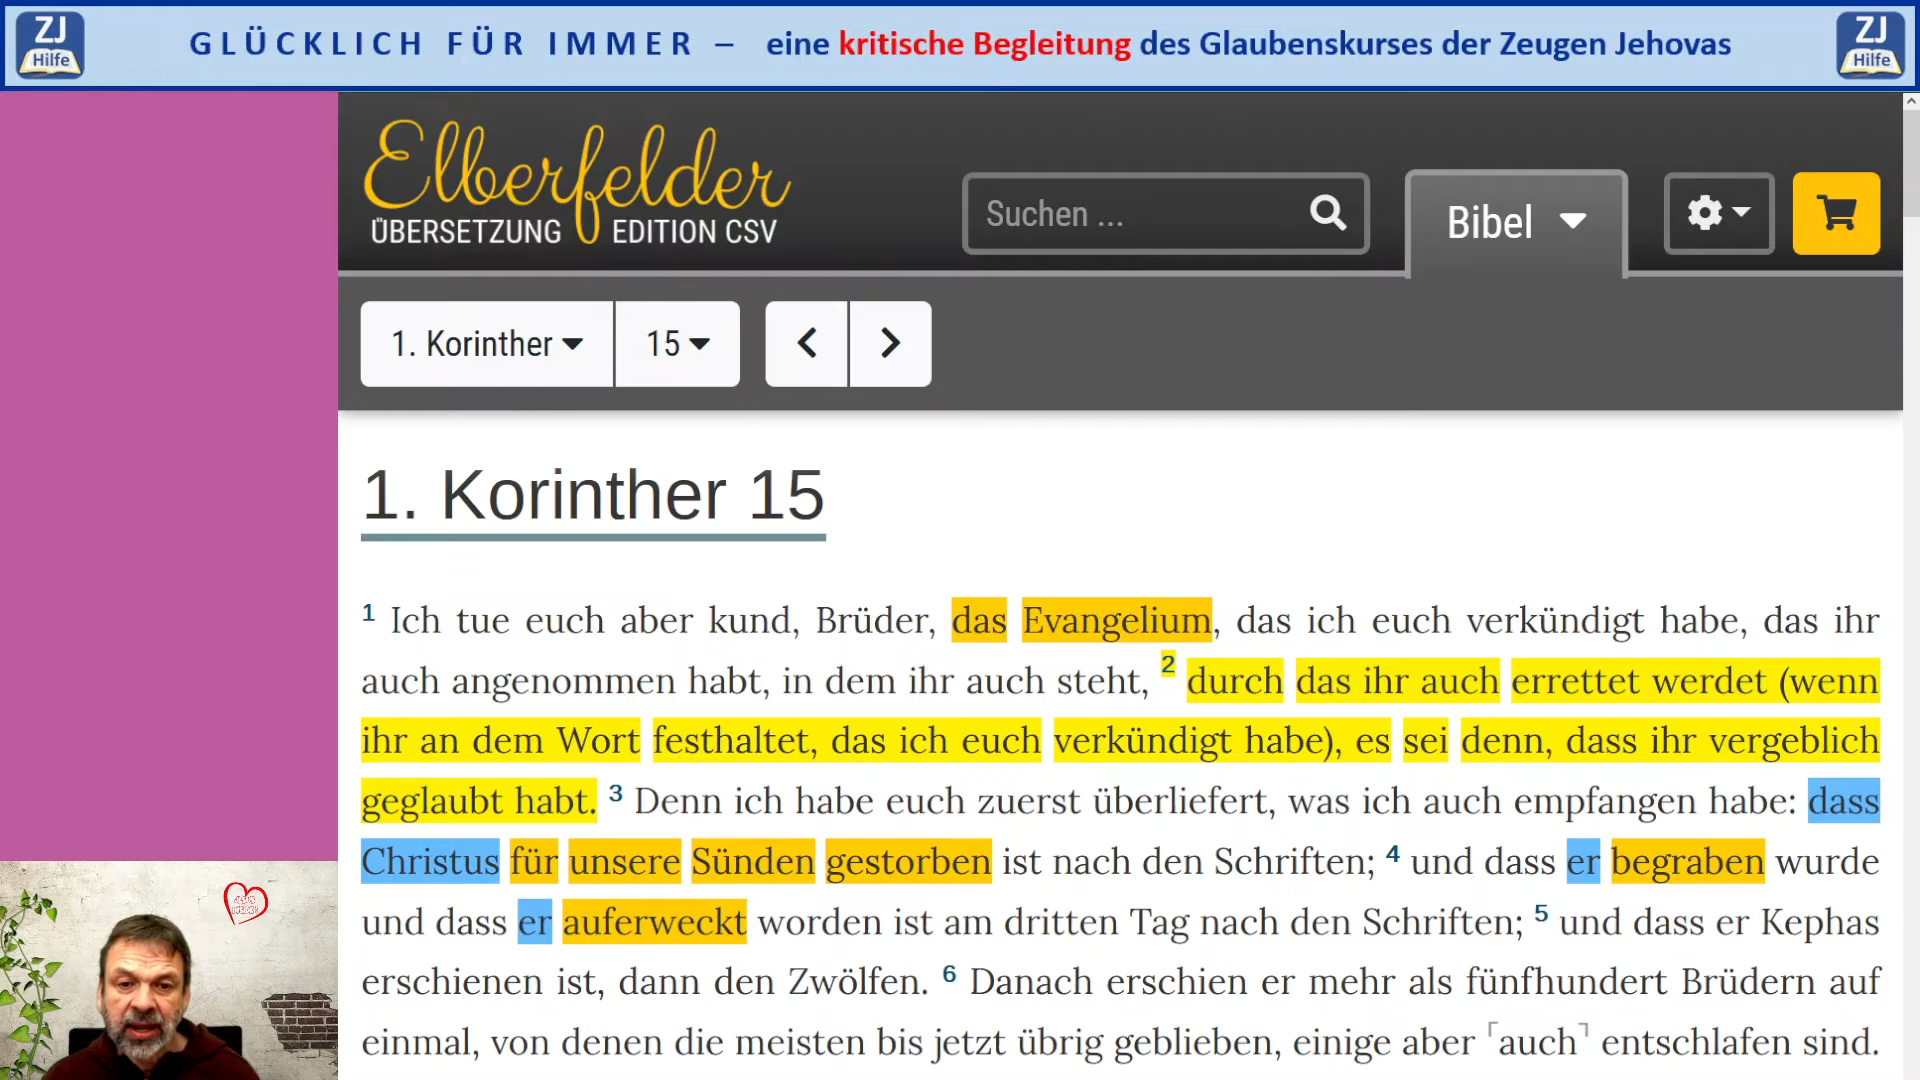 ZJ
Hilfe
GLÜCKLICH FÜR IMMER – eine kritische Begleitung des Glaubenskurses der Zeugen Jehovas
ZJ
Hilfe
Elberfelder
ÜBERSETZUNG EDITION CSV
Suchen ...
Bibel
1. Korinther
15
1. Korinther 15
1 Ich tue euch aber kund, Brüder, das Evangelium, das ich euch verkündigt habe, das ihr
auch angenommen habt, in dem ihr auch steht, 2 durch das ihr auch errettet werdet (wenn
ihr an dem Wort festhaltet, das ich euch verkündigt habe), es sei denn, dass ihr vergeblich
geglaubt habt. 3 Denn ich habe euch zuerst überliefert, was ich auch empfangen habe: dass
Christus für unsere Sünden gestorben ist nach den Schriften; 4 und dass er begraben wurde
und dass er auferweckt worden ist am dritten Tag nach den Schriften; 5 und dass er Kephas
erschienen ist, dann den Zwölfen. 6 Danach erschien er mehr als fünfhundert Brüdern auf
einmal, von denen die meisten bis jetzt übrig geblieben, einige aber ⸢auch⸣ entschlafen sind.